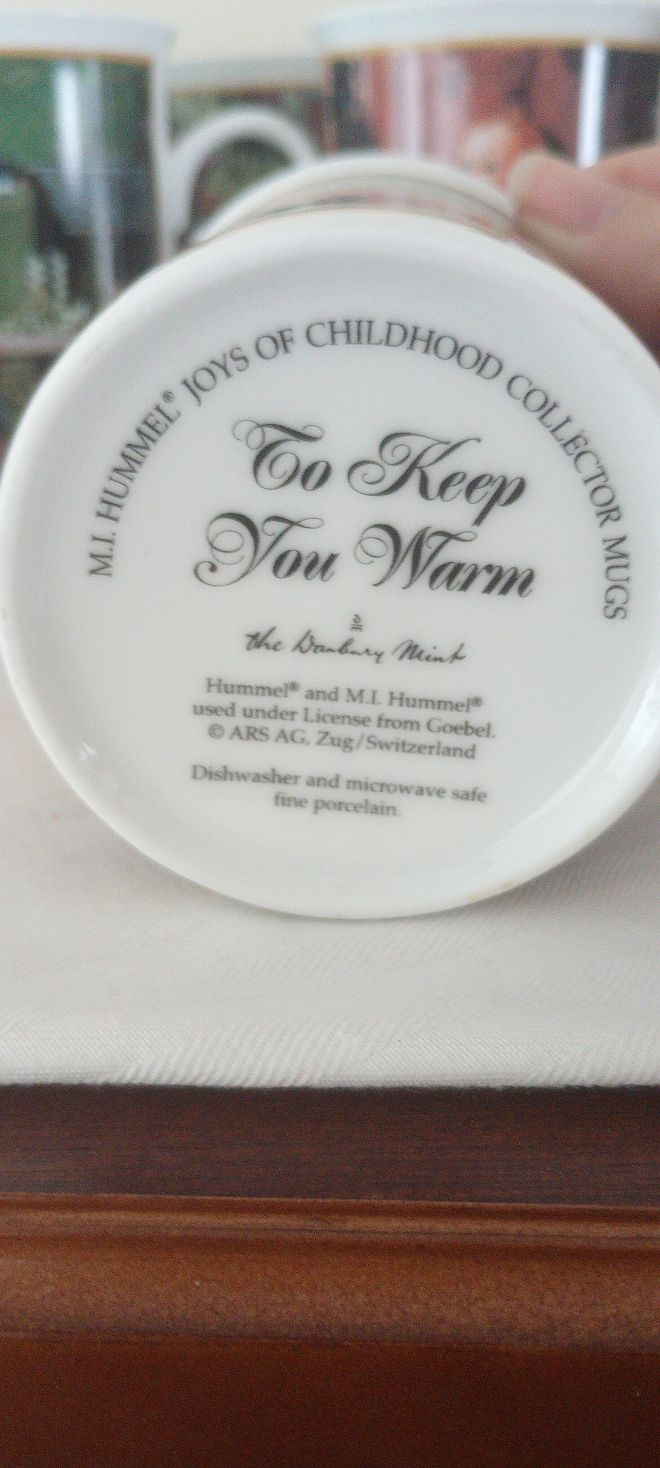 M.I. HUMMEL® JOYS OF CHILDHOOD COLLECTOR MUGS
To Keep
You Warm
the Danbury Mint
Hummel® and M.I. Hummel®
used under License from Goebel.
© ARS AG, Zug/Switzerland
Dishwasher and microwave safe
fine porcelain.